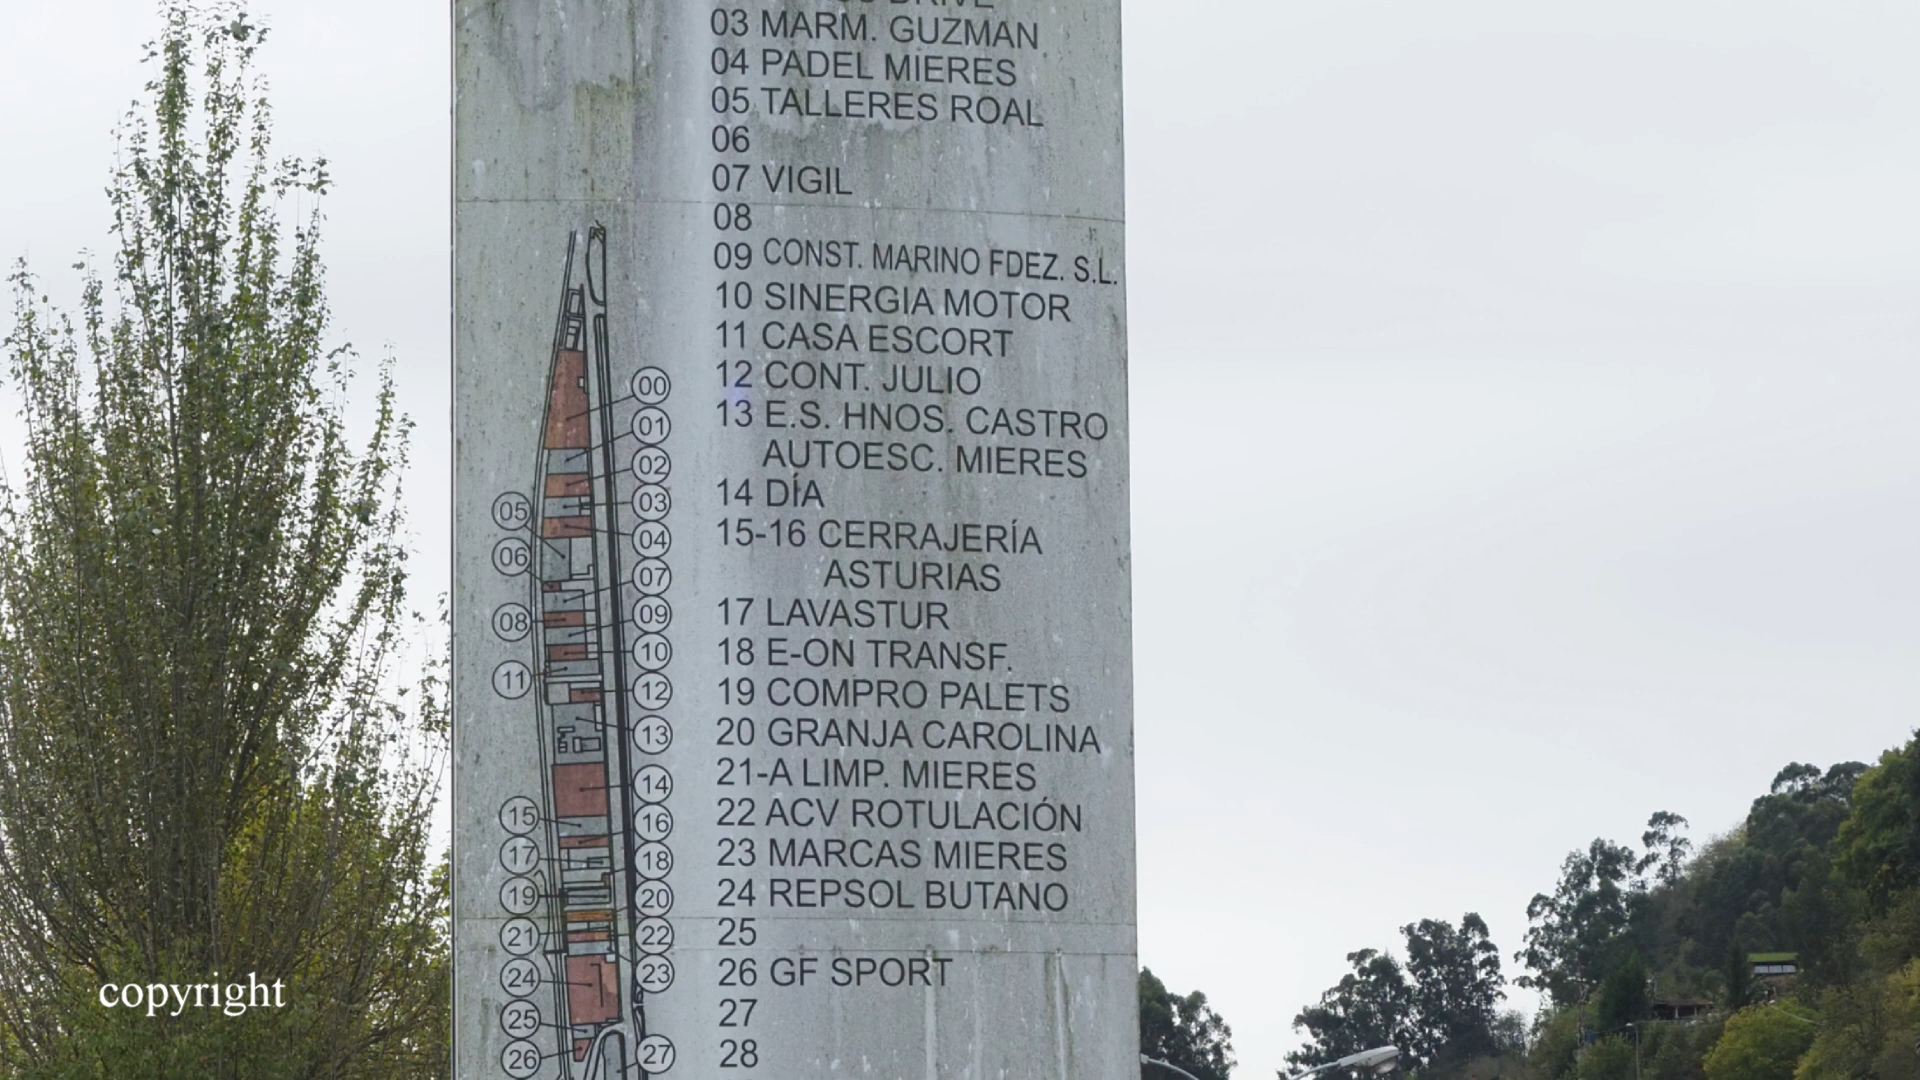 DRIVE
03 MARM. GUZMAN
04 PADEL MIERES
05 TALLERES ROAL
06
07 VIGIL
08
09 CONST. MARINO FDEZ. S.L.
10 SINERGIA MOTOR
11 CASA ESCORT
12 CONT. JULIO
13 E.S. HNOS. CASTRO
AUTOESC. MIERES
14 DÍA
15-16 CERRAJERÍA
ASTURIAS
17 LAVASTUR
18 E-ON TRANSF.
19 COMPRO PALETS
20 GRANJA CAROLINA
21-A LIMP. MIERES
22 ACV ROTULACIÓN
23 MARCAS MIERES
24 REPSOL BUTANO
25
26 GF SPORT
27
28
00
01
02
03
04
05
06
07
08
09
10
11
12
13
14
15
16
17
18
19
20
21
22
23
24
25
26
27
copyright